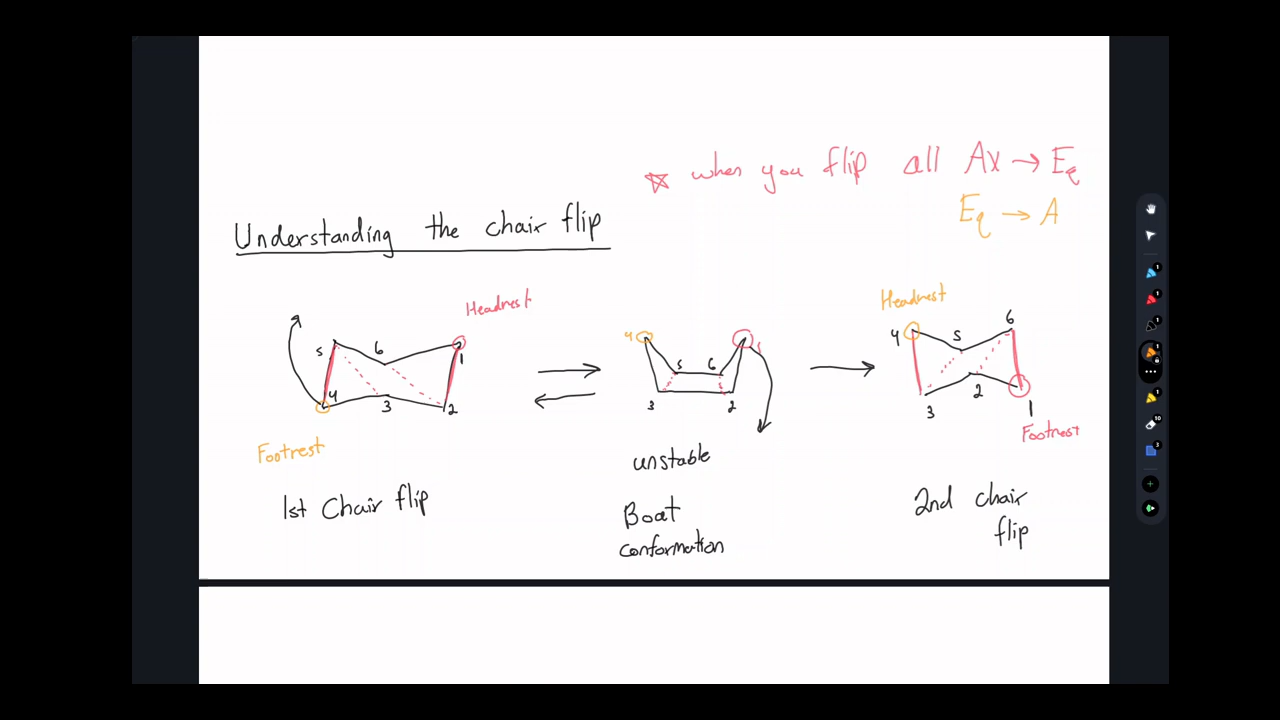 ☆ when you flip all Ax → Eq
Eq → A
Understanding the chair flip
Headrest
5 6 1
4 3 2
Footrest
1st Chair flip
4 1
5 6
3 2
unstable
Boat
conformation
Headrest
4 5 6
3 2 1
Footrest
2nd chair
flip